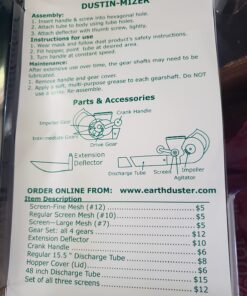 DUSTIN-MIZER
Assembly:
1. Insert handle & screw into hexagonal hole.
2. Attach tube to body using tube holes.
3. Attach deflector with thumb screw, lightly.
Instructions for use
1. Wear mask and follow dust product's safety instructions.
2. Fill hopper, point tube at desired area
3. Turn handle at constant speed.
Maintenance:
After extensive use over time, the gear shafts may need to be
lubricated.
1. Remove handle and gear cover.
2. Apply a soft, multi-purpose grease to each gearshaft. Do NOT
use a spray. Re-assemble.
Parts & Accessories
Crank Handle
Impeller Gear
Intermediate Gears
Drive Gear
Extension
Deflector
Discharge
Screen
Impeller
Agitator
ORDER ONLINE FROM: www.earthduster.com
Item Description
Screen-Fine Mesh (#12) $5
Regular Screen Mesh (#10) $5
Screen—Large Mesh (#7) $5
Gear Set: all 4 gears $12
Extension Deflector $10
Crank Handle $6
Regular 15.5 " Discharge Tube $8
Hopper Cover (Lid) $6
48 inch Discharge Tube $15
Set of all three screens $12